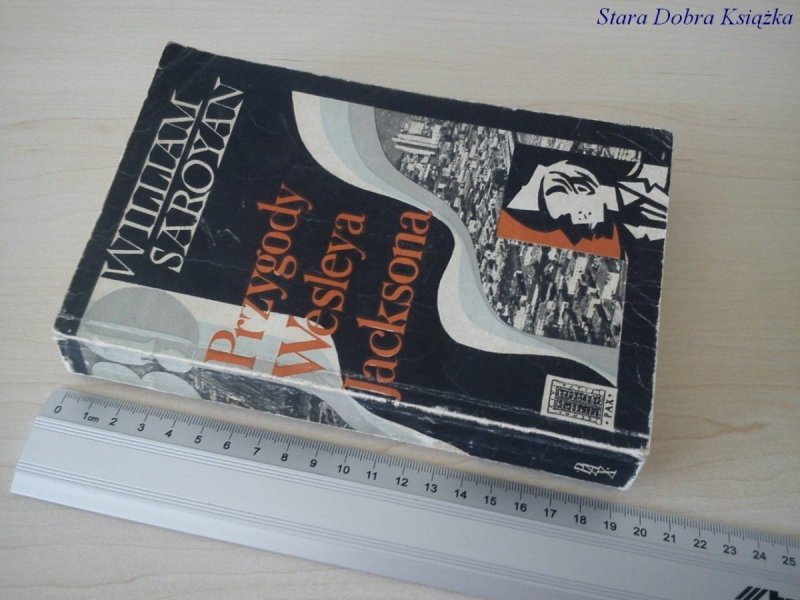 Stara Dobra Książka
WILLIAM
SAROYAN
Przygody
Wesleya
Jacksona
PAX
PAX
0 1cm 2 3 4 5 6 7 8 9 10 11 12 13 14 15 16 17 18 19 20 21 22 23 24 25